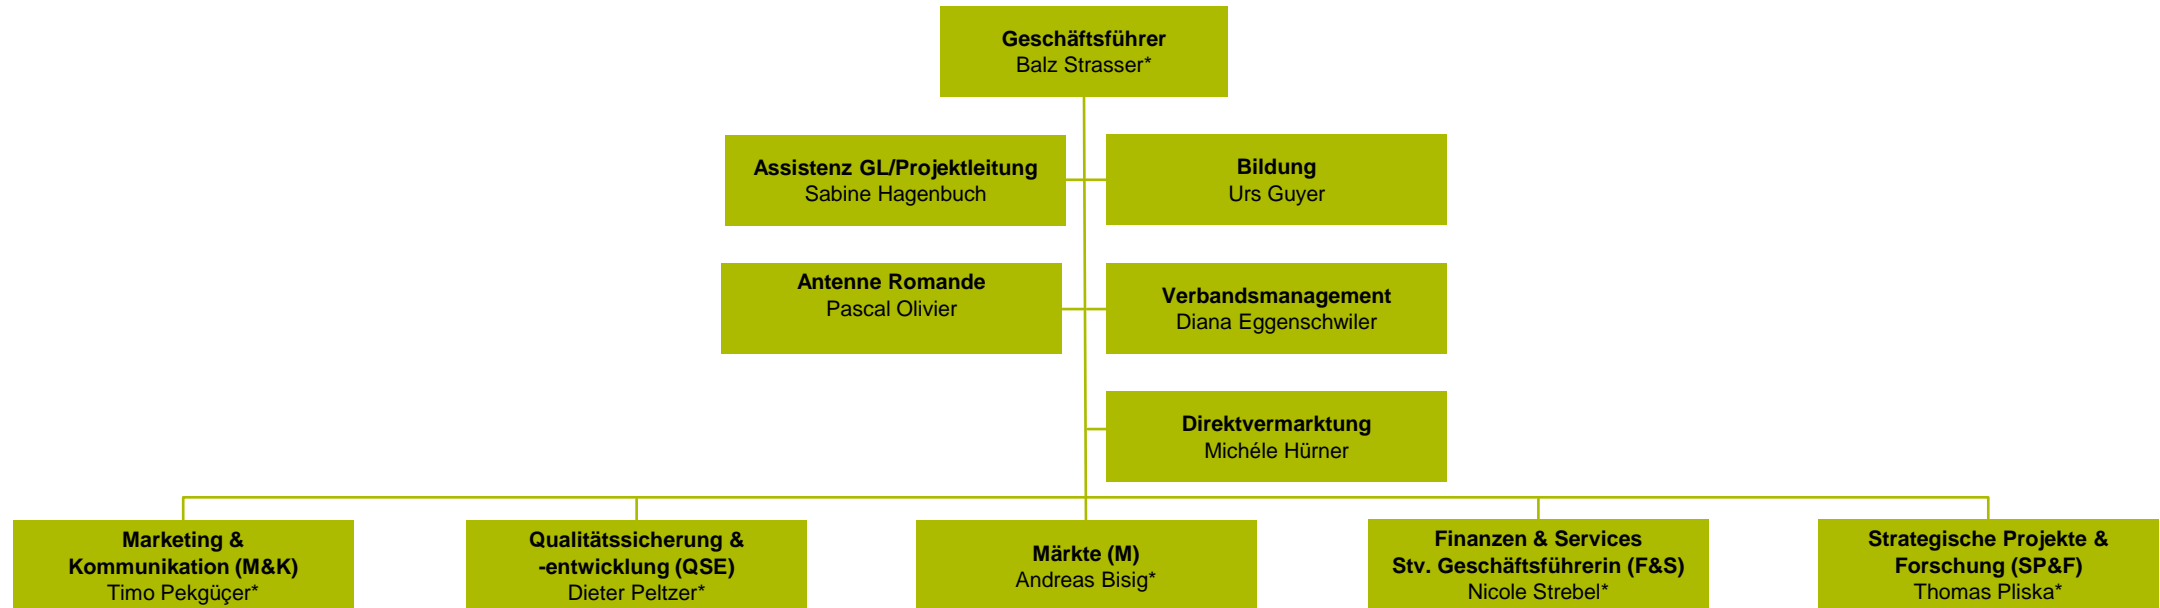 Geschäftsführer
Balz Strasser*
Assistenz GL/Projektleitung
Sabine Hagenbuch
Bildung
Urs Guyer
Antenne Romande
Pascal Olivier
Verbandsmanagement
Diana Eggenschwiler
Direktvermarktung
Michéle Hürner
Marketing &
Kommunikation (M&K)
Timo Pekgüçer*
Qualitätssicherung &
-entwicklung (QSE)
Dieter Peltzer*
Märkte (M)
Andreas Bisig*
Finanzen & Services
Stv. Geschäftsführerin (F&S)
Nicole Strebel*
Strategische Projekte &
Forschung (SP&F)
Thomas Pliska*